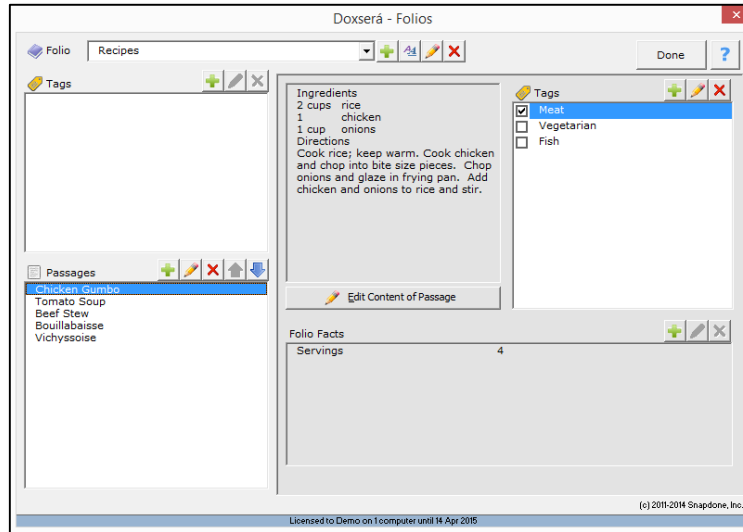 Doxserá - Folios
Folio Recipes Done
Tags
Passages
Chicken Gumbo
Tomato Soup
Beef Stew
Bouillabaisse
Vichyssoise
Ingredients
2 cups rice
1 chicken
1 cup onions
Directions
Cook rice; keep warm. Cook chicken
and chop into bite size pieces. Chop
onions and glaze in frying pan. Add
chicken and onions to rice and stir.
Edit Content of Passage
Tags
Meat
Vegetarian
Fish
Folio Facts
Servings 4
(c) 2011-2014 Snapdone, Inc.
Licensed to Demo on 1 computer until 14 Apr 2015